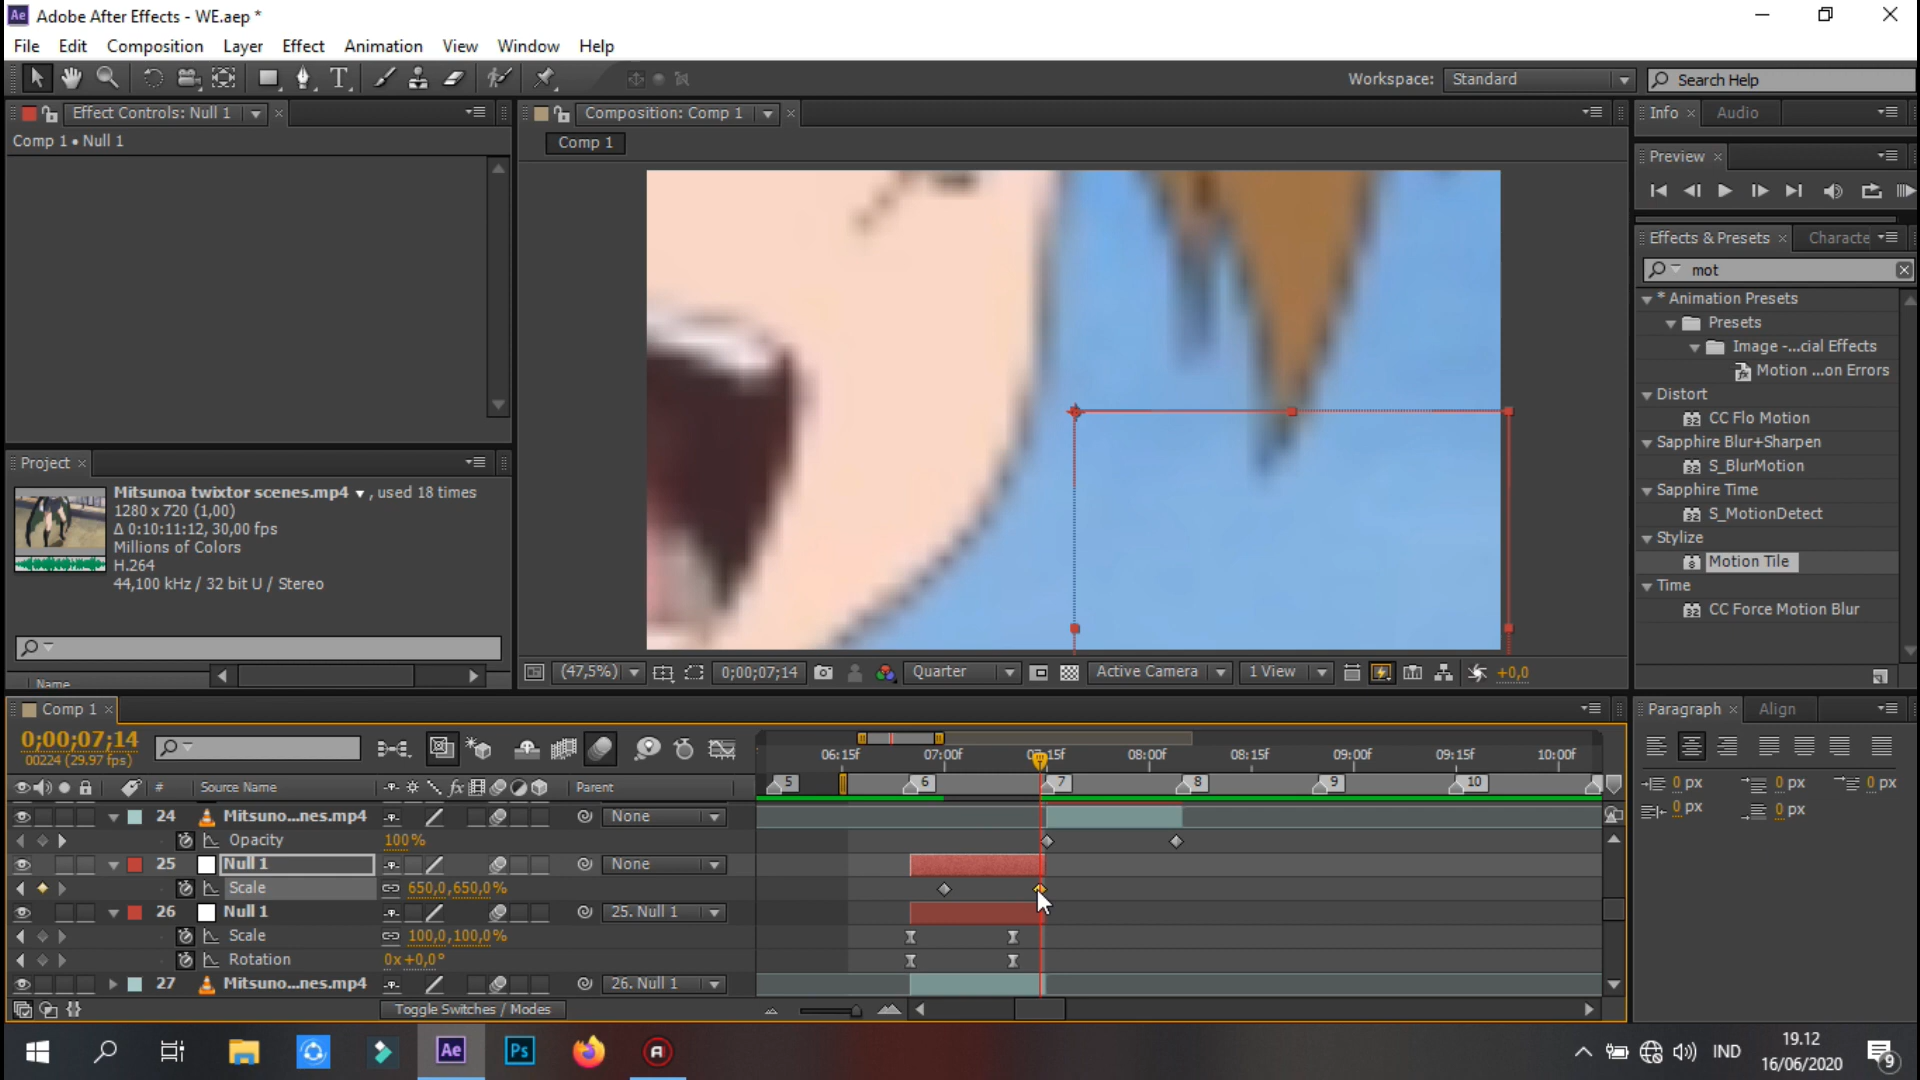 Ae Adobe After Effects - WE.aep *
File Edit Composition Layer Effect Animation View Window Help
T Workspace: Standard Search Help
Effect Controls: Null 1
Comp 1 • Null 1
Composition: Comp 1
Comp 1
Info Audio
Preview
Effects & Presets Characte
mot
* Animation Presets
Presets
Image -...cial Effects
Motion ...on Errors
Distort
CC Flo Motion
Sapphire Blur+Sharpen
S_BlurMotion
Sapphire Time
S_MotionDetect
Stylize
Motion Tile
Time
CC Force Motion Blur
Project
Mitsunoa twixtor scenes.mp4 , used 18 times
1280 x 720 (1,00)
Δ 0:10:11:12, 30,00 fps
Millions of Colors
H.264
44,100 kHz / 32 bit U / Stereo
Name
(47,5%) 0;00;07;14 Quarter Active Camera 1 View +0,0
Comp 1
0;00;07;14
00224 (29.97 fps)
06:15f 07:00f 07:15f 08:00f 08:15f 09:00f 09:15f 10:00f
5 6 7 8 9 10
# Source Name fx Parent
24 Mitsuno...nes.mp4 None
Opacity 100%
25 Null 1 None
Scale 650,0,650,0%
26 Null 1 25. Null 1
Scale 100,0,100,0%
Rotation 0x+0,0°
27 Mitsuno...nes.mp4 26. Null 1
Toggle Switches / Modes
Paragraph Align
0 px 0 px 0 px
0 px 0 px
Ae Ps
IND
19.12
16/06/2020
9